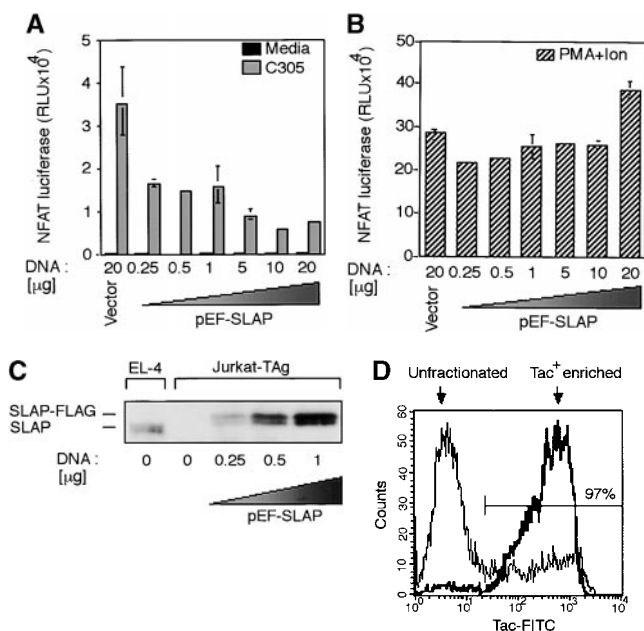 A
NFAT luciferase (RLUx10⁴)
5
4
3
2
1
0
Media
C305
DNA :
[µg]
20 0.25 0.5 1 5 10 20
Vector
pEF-SLAP
B
NFAT luciferase (RLUx10⁴)
50
40
30
20
10
0
PMA+Ion
DNA :
[µg]
20 0.25 0.5 1 5 10 20
Vector
pEF-SLAP
C
EL-4 Jurkat-TAg
SLAP-FLAG
SLAP
DNA :
[µg]
0 0 0.25 0.5 1
pEF-SLAP
D
Unfractionated Tac⁺ enriched
Counts
60
50
40
30
20
10
0
97%
10⁰ 10¹ 10² 10³ 10⁴
Tac-FITC